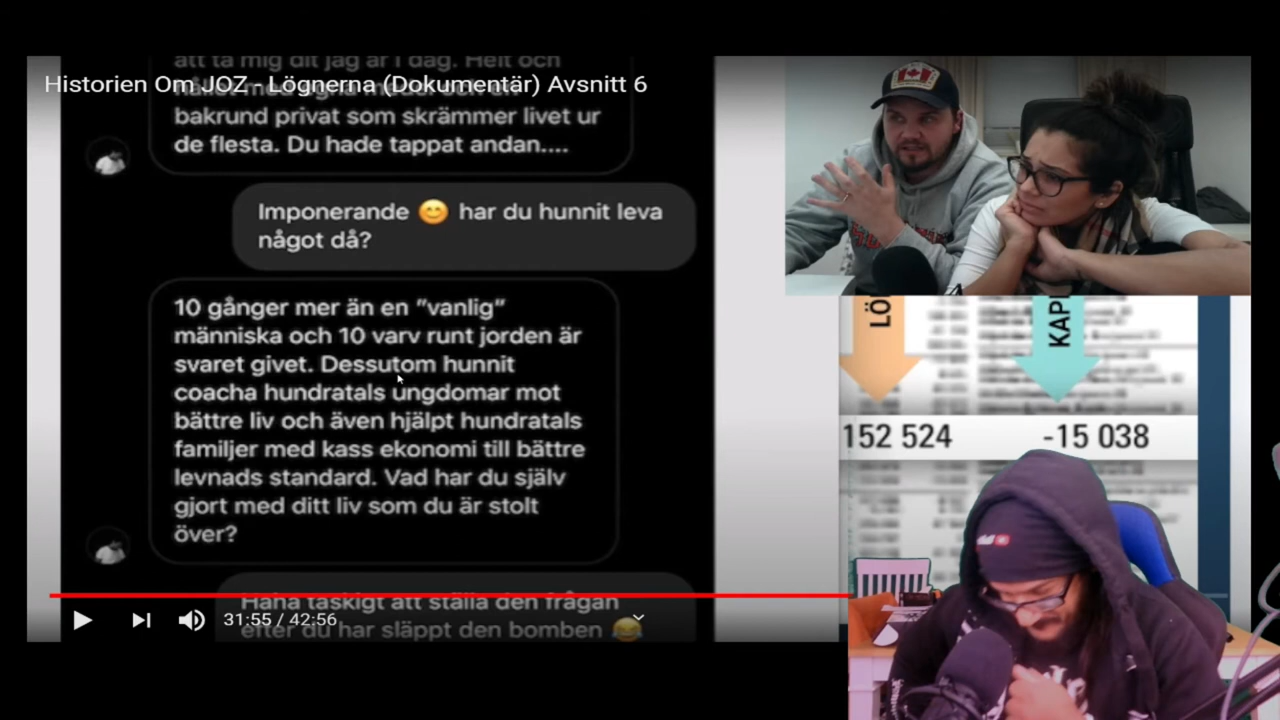 att ta mig dit jag är i dag. Helt och
Historien Om JOZ - Lögnerna (Dokumentär) Avsnitt 6
bakrund privat som skrämmer livet ur
de flesta. Du hade tappat andan....
Imponerande 😊 har du hunnit leva
något då?
10 gånger mer än en ”vanlig”
människa och 10 varv runt jorden är
svaret givet. Dessutom hunnit
coacha hundratals ungdomar mot
bättre liv och även hjälpt hundratals
familjer med kass ekonomi till bättre
levnads standard. Vad har du själv
gjort med ditt liv som du är stolt
över?
Haha taskigt att ställa den frågan
efter du har släppt den bomben 😂
31:55 / 42:56
LÖ
KAP
152 524
-15 038